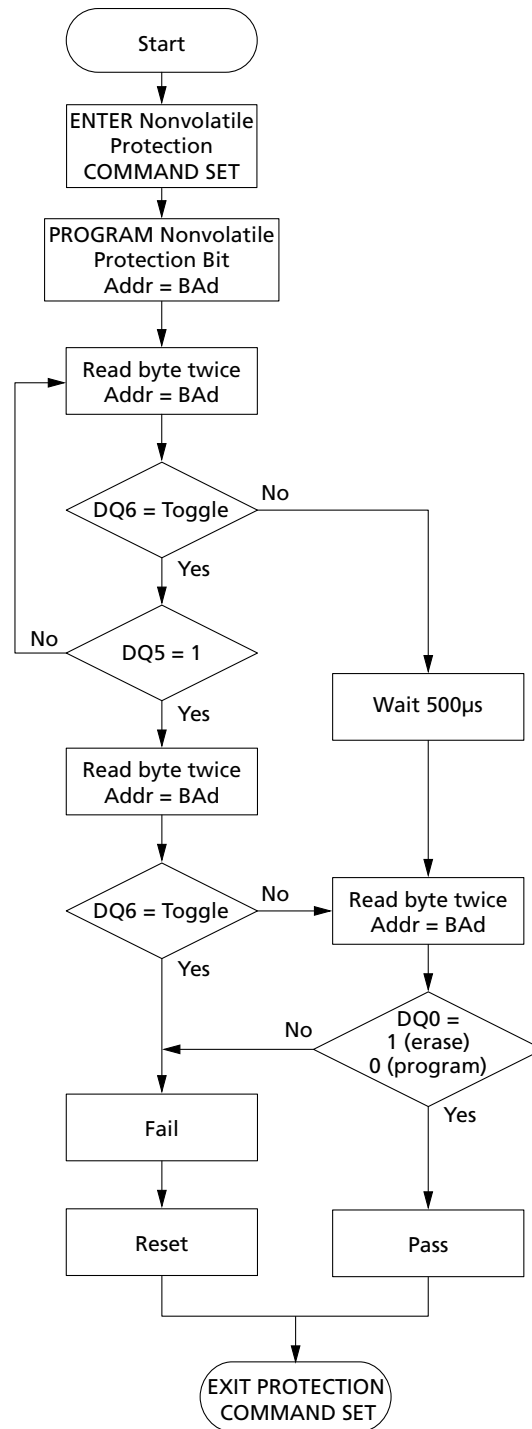 Start
ENTER Nonvolatile
Protection
COMMAND SET
PROGRAM Nonvolatile
Protection Bit
Addr = BAd
Read byte twice
Addr = BAd
DQ6 = Toggle
No
Yes
No
DQ5 = 1
Yes
Wait 500µs
Read byte twice
Addr = BAd
DQ6 = Toggle
No
Yes
Read byte twice
Addr = BAd
No
DQ0 =
1 (erase)
0 (program)
Yes
Fail
Reset
Pass
EXIT PROTECTION
COMMAND SET